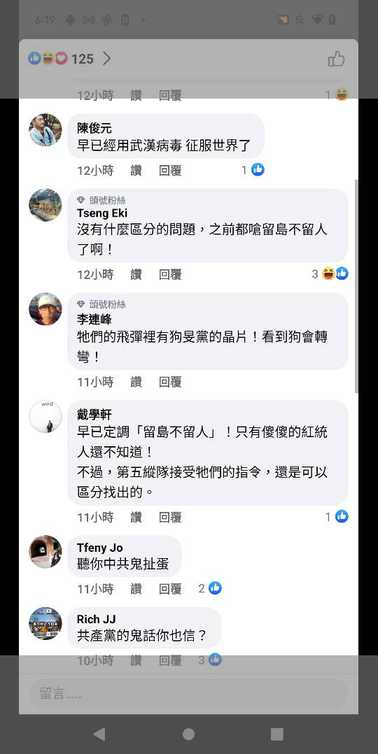 6:19
125
12小時 讚 回覆 1
陳俊元
早已經用武漢病毒 征服世界了
12小時 讚 回覆 1
頭號粉絲
Tseng Eki
沒有什麼區分的問題，之前都嗆留島不留人
了啊！
12小時 讚 回覆 3
頭號粉絲
李連峰
牠們的飛彈裡有狗旻黨的晶片！看到狗會轉
彎！
11小時 讚 回覆
戴學軒
早已定調「留島不留人」！只有傻傻的紅統
人還不知道！
不過，第五縱隊接受牠們的指令，還是可以
區分找出的。
11小時 讚 回覆 1
Tfeny Jo
聽你中共鬼扯蛋
11小時 讚 回覆 2
Rich JJ
共產黨的鬼話你也信？
10小時 讚 回覆 3
留言......